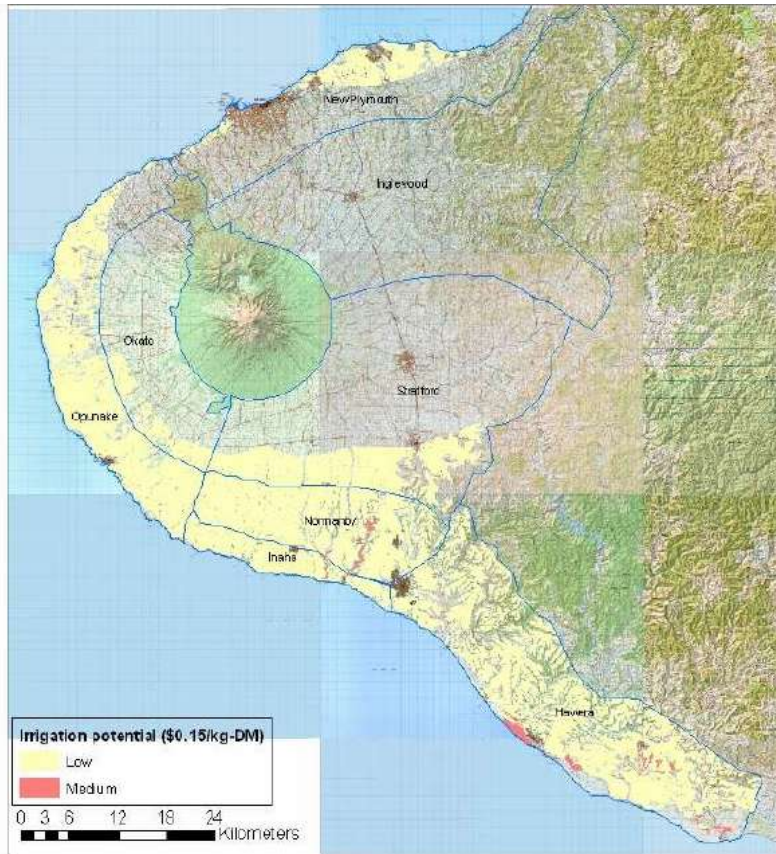 New Plymouth
Inglewood
Okato
Stratford
Opunake
Normanby
Inaha
Hawera
Irrigation potential ($0.15/kg-DM)
Low
Medium
0 3 6 12 18 24
Kilometers